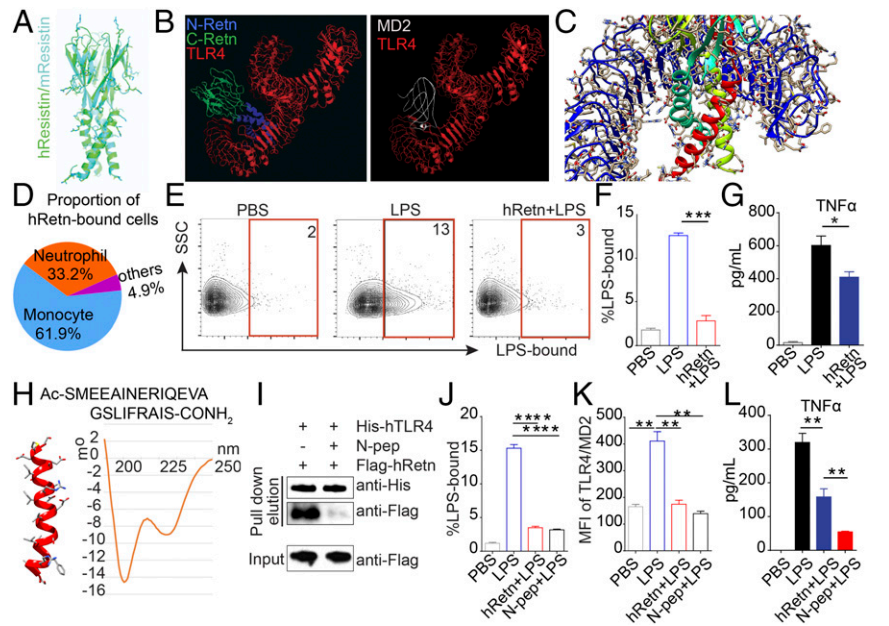 A
hResistin/mResistin
B
N-Retn
C-Retn
TLR4
MD2
TLR4
C
D
Proportion of
hRetn-bound cells
Neutrophil
33.2%
others
4.9%
Monocyte
61.9%
E
PBS
LPS
hRetn+LPS
SSC
2
13
3
LPS-bound
F
%LPS-bound
15
10
5
0
***
PBS
LPS
hRetn
+LPS
G
TNFα
pg/mL
800
600
400
200
0
*
PBS
LPS
hRetn
+LPS
H
Ac-SMEEAINERIQEVA
GSLIFRAIS-CONH2
mo
2
0
-2
-4
-6
-8
-10
-12
-14
-16
nm
200
225
250
I
+ + His-hTLR4
- + N-pep
+ + Flag-hRetn
Pull down
elution
anti-His
anti-Flag
Input
anti-Flag
J
%LPS-bound
20
15
10
5
0
****
****
PBS
LPS
hRetn+LPS
N-pep+LPS
K
MFI of TLR4/MD2
500
400
300
200
100
0
**
**
**
PBS
LPS
hRetn+LPS
N-pep+LPS
L
TNFα
pg/mL
400
300
200
100
0
**
**
PBS
LPS
hRetn+LPS
N-pep+LPS